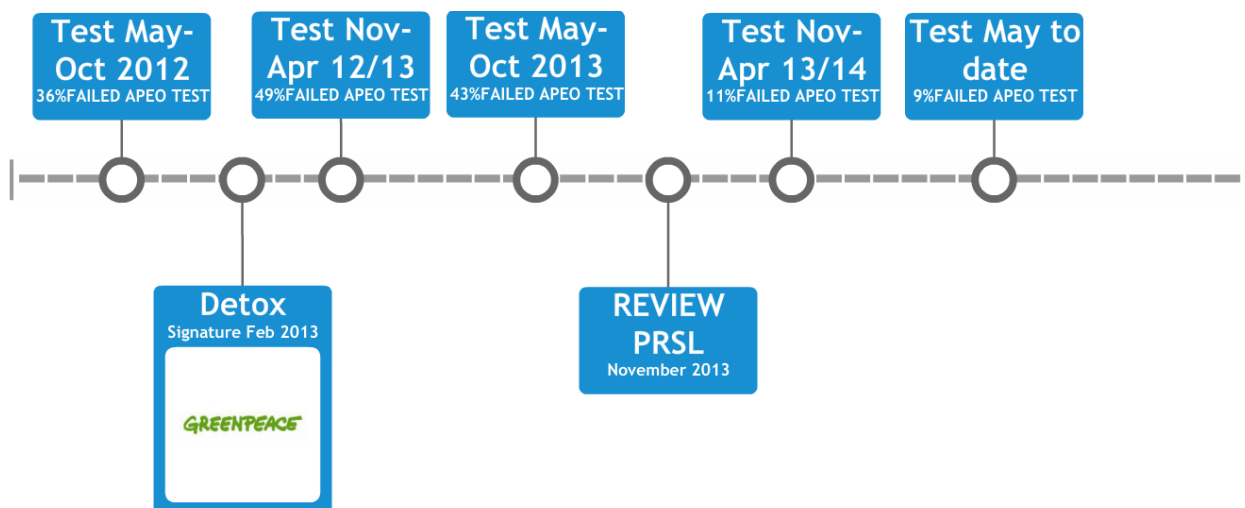 Test May-
Oct 2012
36%FAILED APEO TEST
Test Nov-
Apr 12/13
49%FAILED APEO TEST
Test May-
Oct 2013
43%FAILED APEO TEST
Test Nov-
Apr 13/14
11%FAILED APEO TEST
Test May to
date
9%FAILED APEO TEST
Detox
Signature Feb 2013
GREENPEACE
REVIEW
PRSL
November 2013